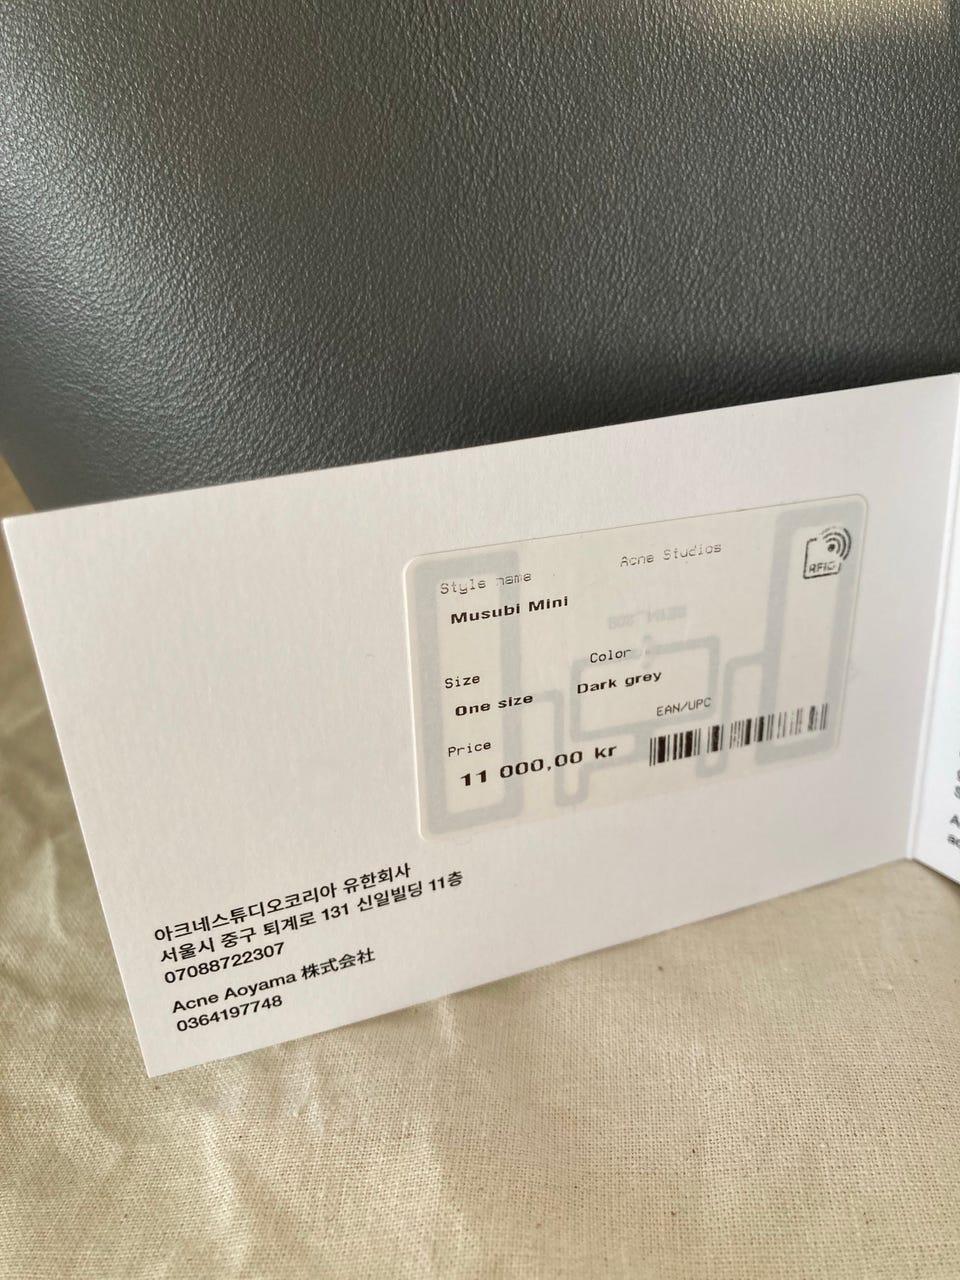 Style name
Acne Studios
RFID
Musubi Mini
Size
Color
One size
Dark grey
Price
EAN/UPC
11 000,00 kr
아크네스튜디오코리아 유한회사
서울시 중구 퇴계로 131 신일빌딩 11층
07088722307
Acne Aoyama 株式会社
0364197748